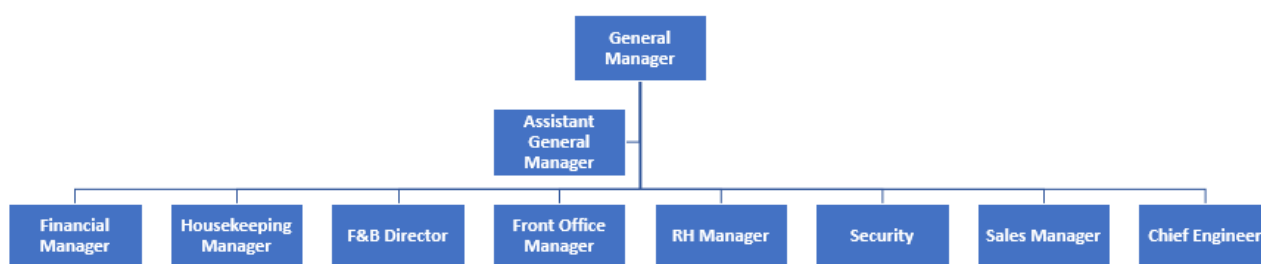 General
Manager
Assistant
General
Manager
Financial
Manager
Housekeeping
Manager
F&B Director
Front Office
Manager
RH Manager
Security
Sales Manager
Chief Engineer